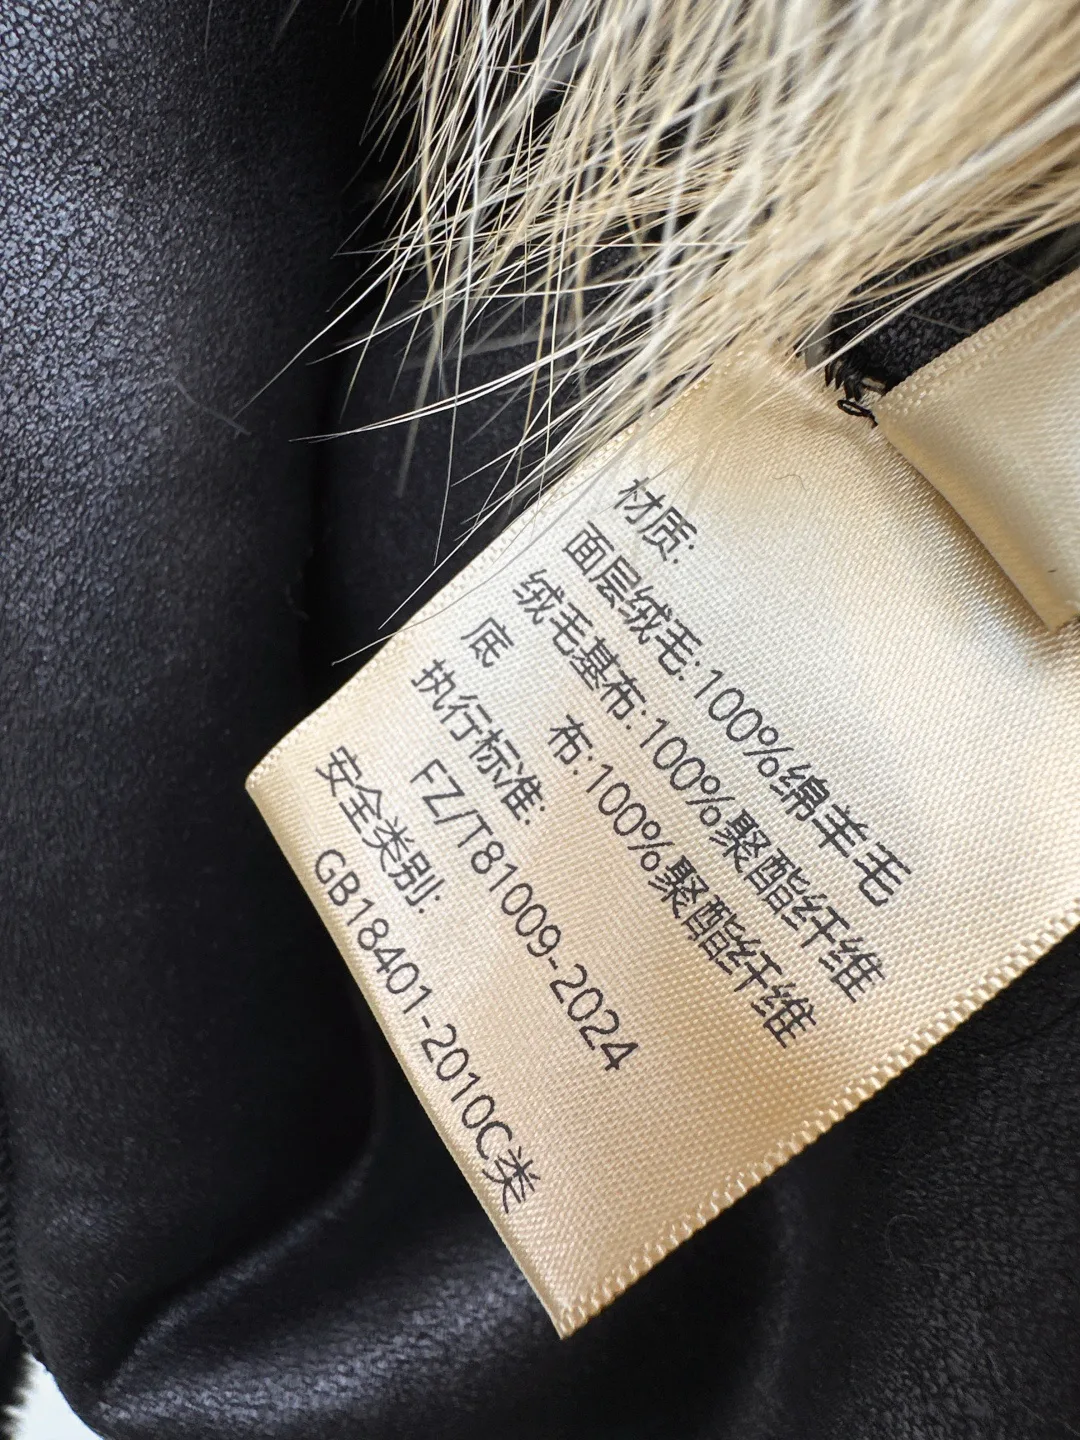 材质:
面层绒毛:100%绵羊毛
绒毛基布:100%聚酯纤维
底 布:100%聚酯纤维
执行标准:
FZ/T81009-2024
安全类别:
GB18401-2010C类